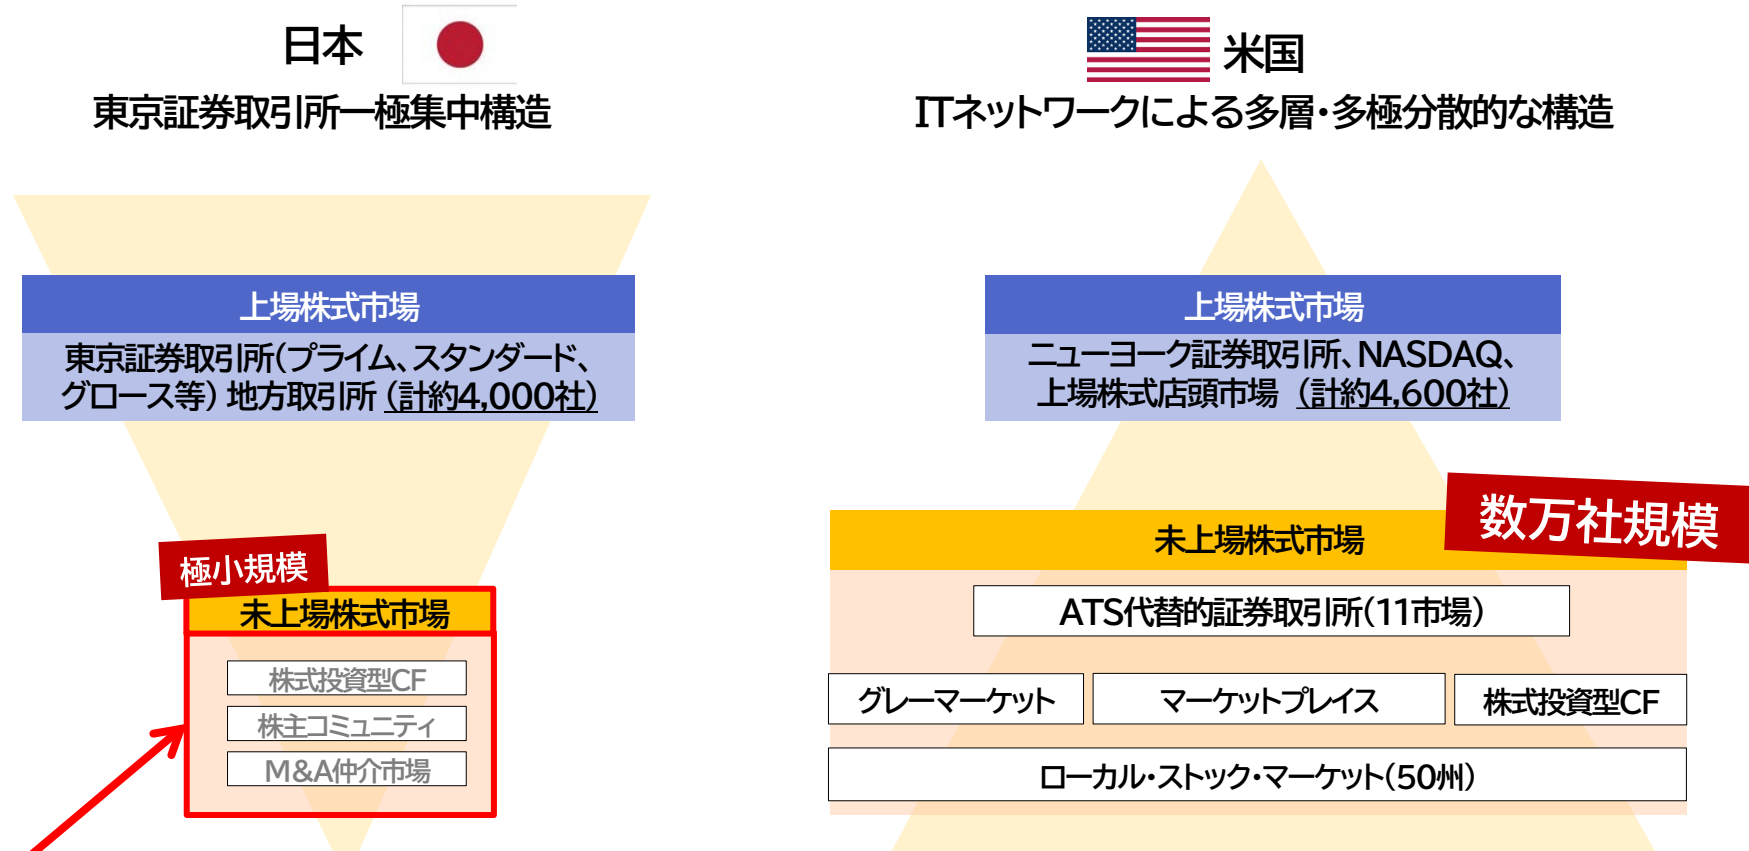 日本
東京証券取引所一極集中構造
上場株式市場
東京証券取引所(プライム、スタンダード、
グロース等) 地方取引所 (計約4,000社)
極小規模
未上場株式市場
株式投資型CF
株主コミュニティ
M&A仲介市場
米国
ITネットワークによる多層・多極分散的な構造
上場株式市場
ニューヨーク証券取引所、NASDAQ、
上場株式店頭市場 (計約4,600社)
数万社規模
未上場株式市場
ATS代替的証券取引所(11市場)
グレーマーケット
マーケットプレイス
株式投資型CF
ローカル・ストック・マーケット(50州)